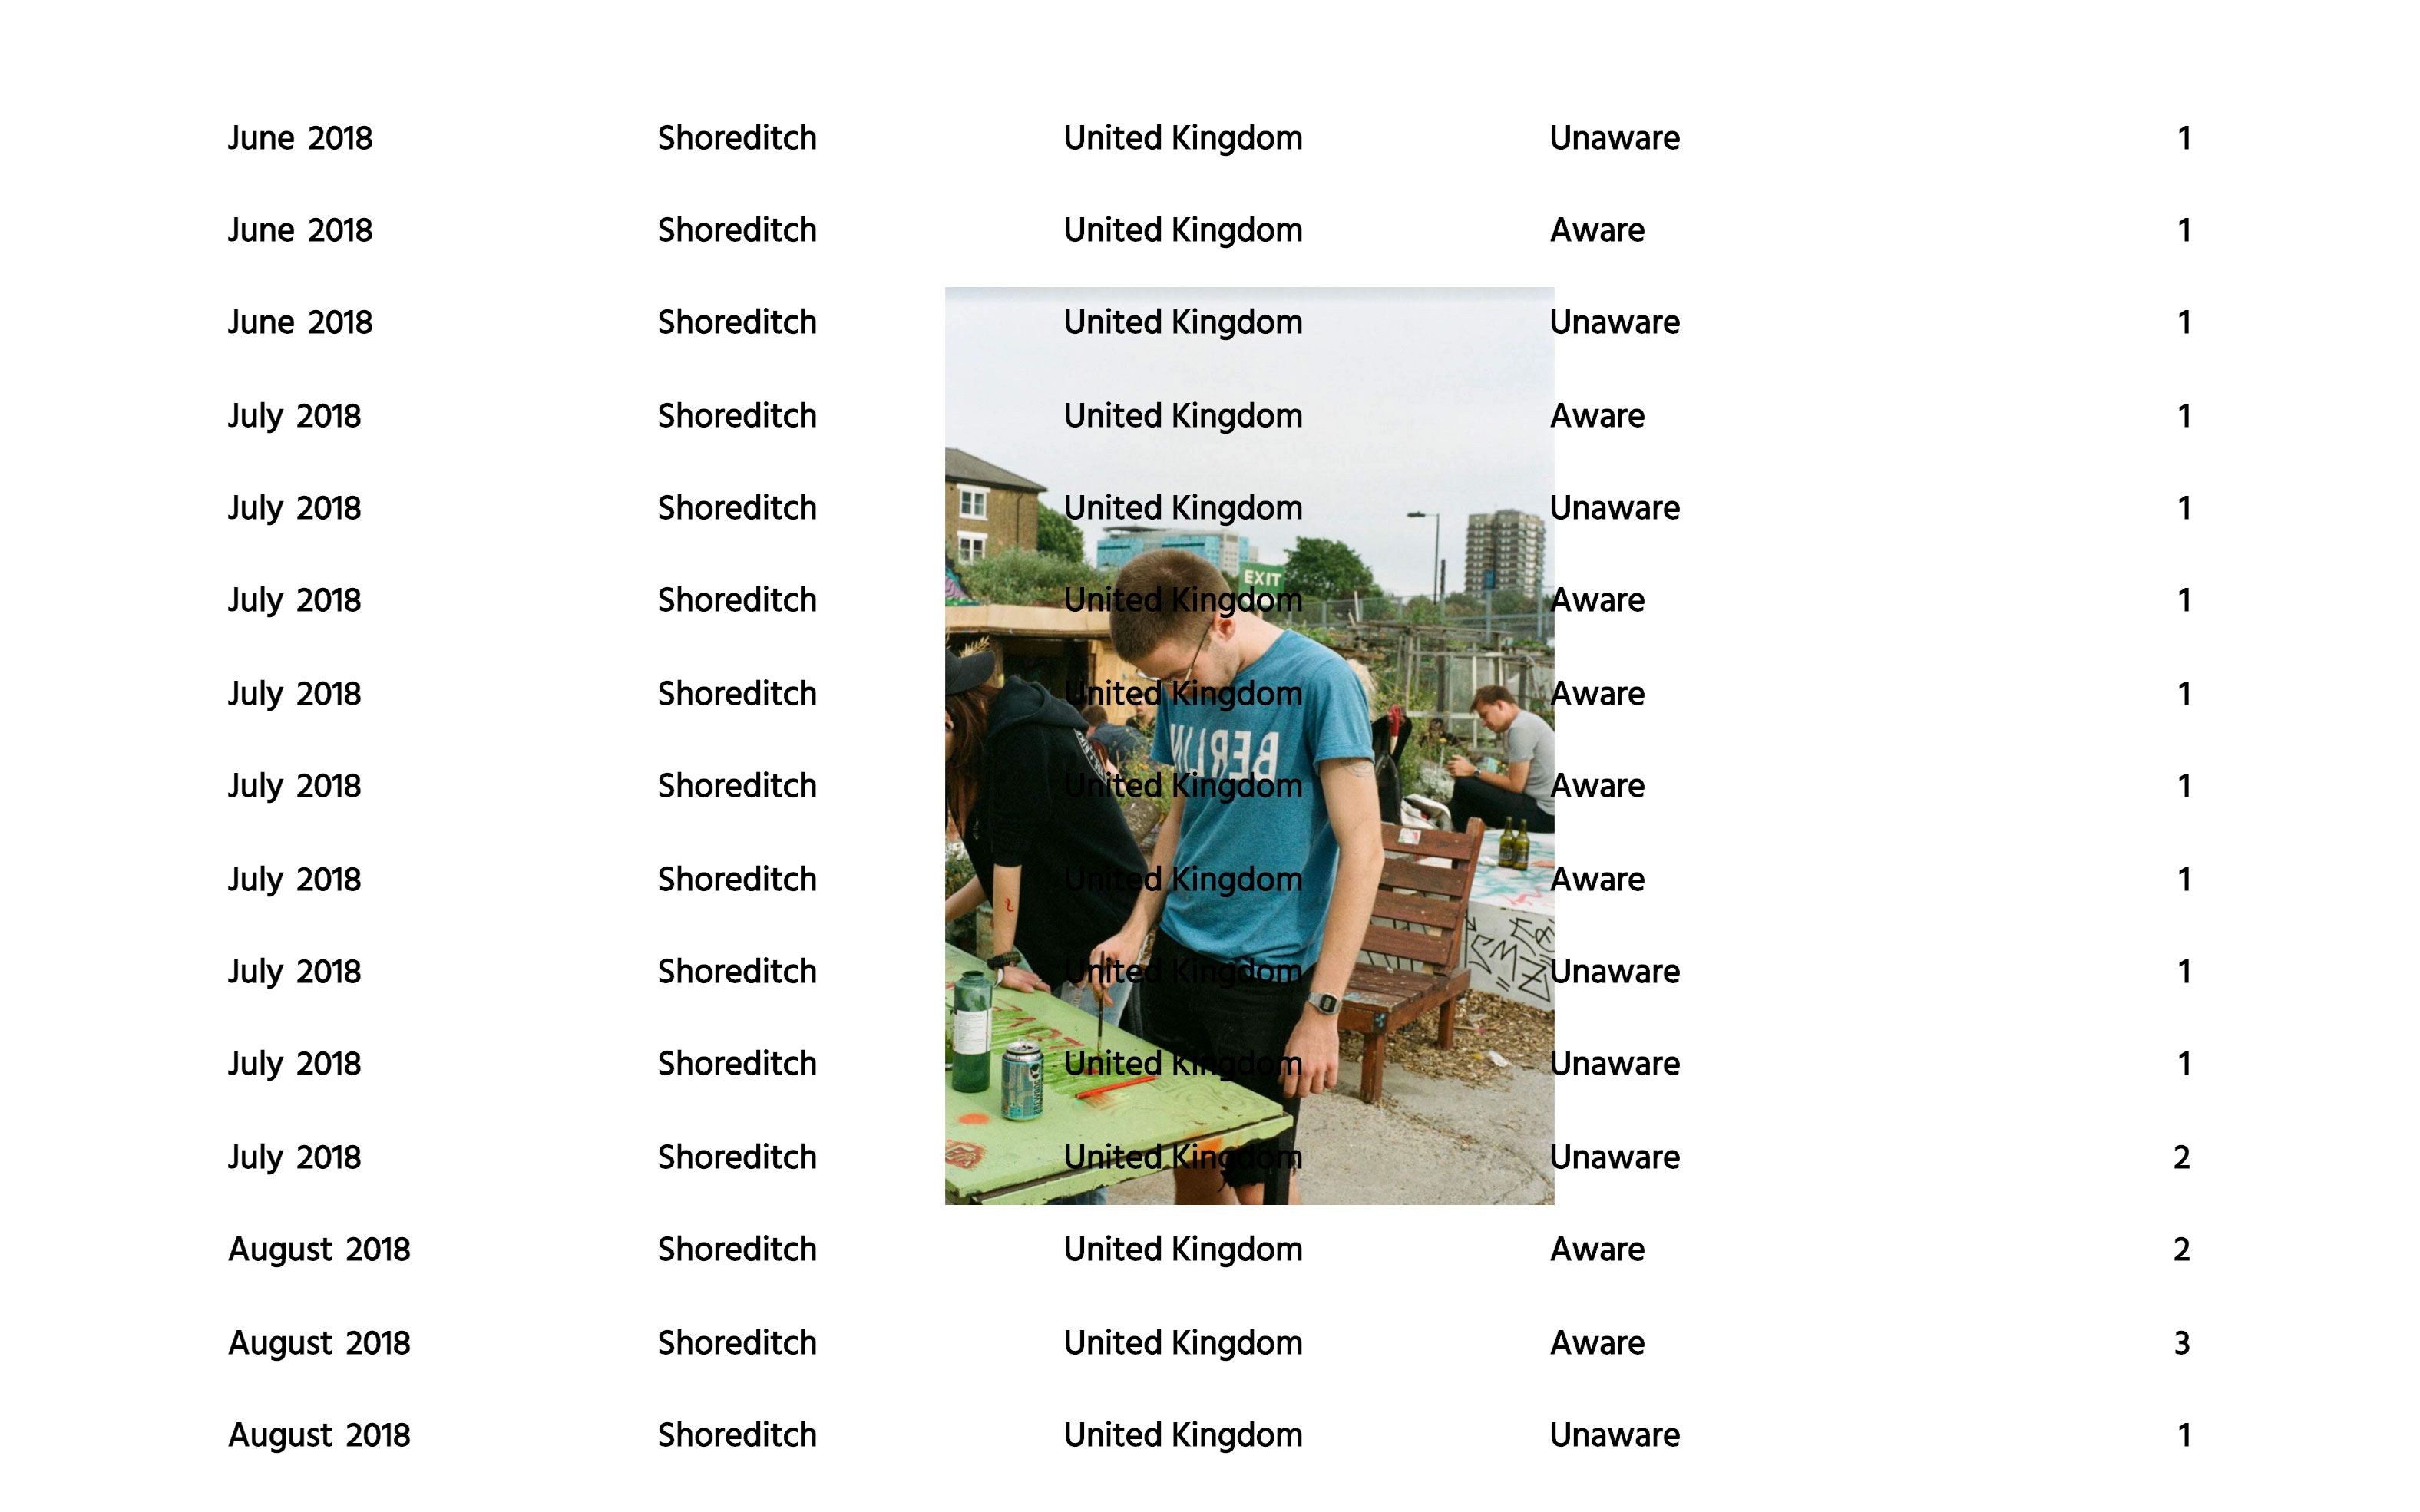 June 2018 Shoreditch United Kingdom Unaware 1
June 2018 Shoreditch United Kingdom Aware 1
June 2018 Shoreditch United Kingdom Unaware 1
July 2018 Shoreditch United Kingdom Aware 1
July 2018 Shoreditch United Kingdom Unaware 1
EXIT
July 2018 Shoreditch United Kingdom Aware 1
July 2018 Shoreditch United Kingdom Aware 1
BERLIN
July 2018 Shoreditch United Kingdom Aware 1
July 2018 Shoreditch United Kingdom Aware 1
July 2018 Shoreditch United Kingdom Unaware 1
July 2018 Shoreditch United Kingdom Unaware 1
July 2018 Shoreditch United Kingdom Unaware 2
August 2018 Shoreditch United Kingdom Aware 2
August 2018 Shoreditch United Kingdom Aware 3
August 2018 Shoreditch United Kingdom Unaware 1